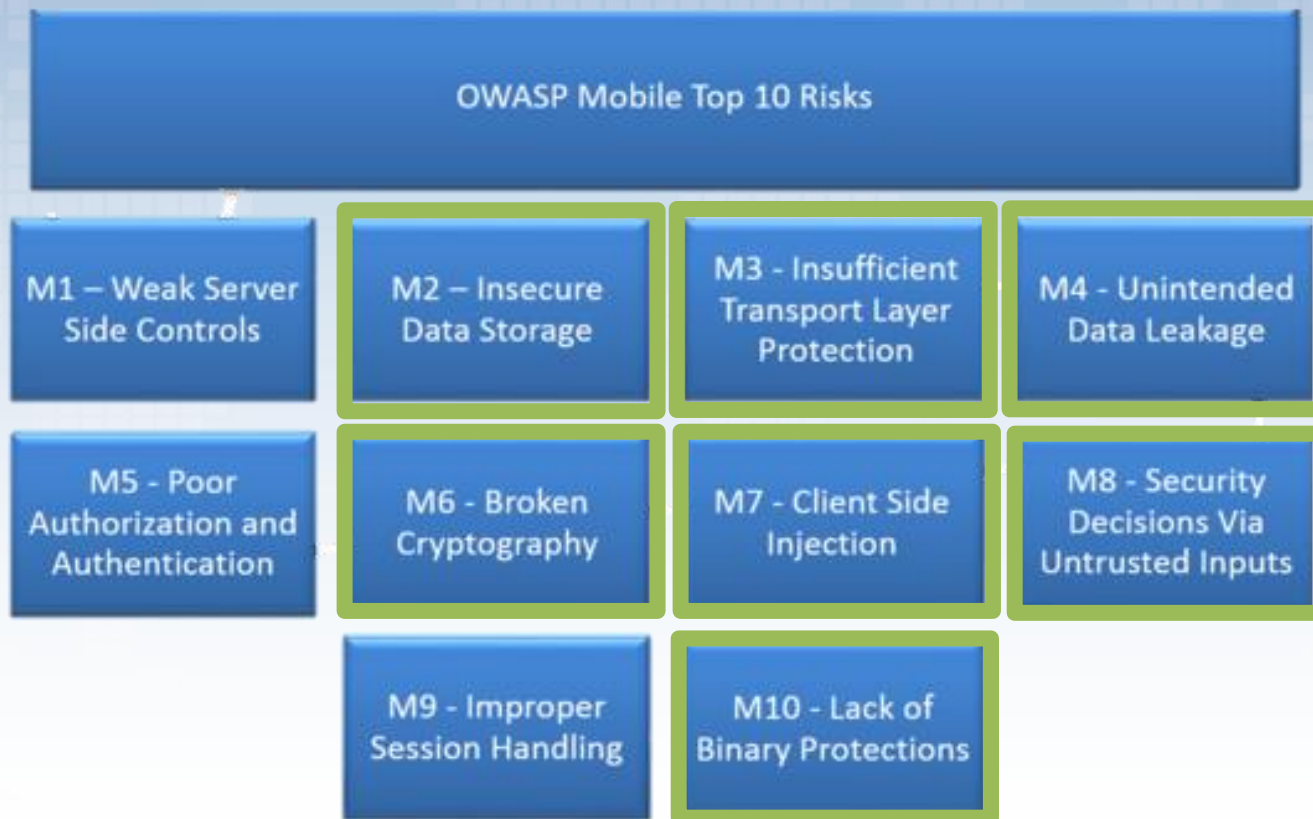 OWASP Mobile Top 10 Risks
M1 – Weak Server
Side Controls
M2 – Insecure
Data Storage
M3 - Insufficient
Transport Layer
Protection
M4 - Unintended
Data Leakage
M5 - Poor
Authorization and
Authentication
M6 - Broken
Cryptography
M7 - Client Side
Injection
M8 - Security
Decisions Via
Untrusted Inputs
M9 - Improper
Session Handling
M10 - Lack of
Binary Protections